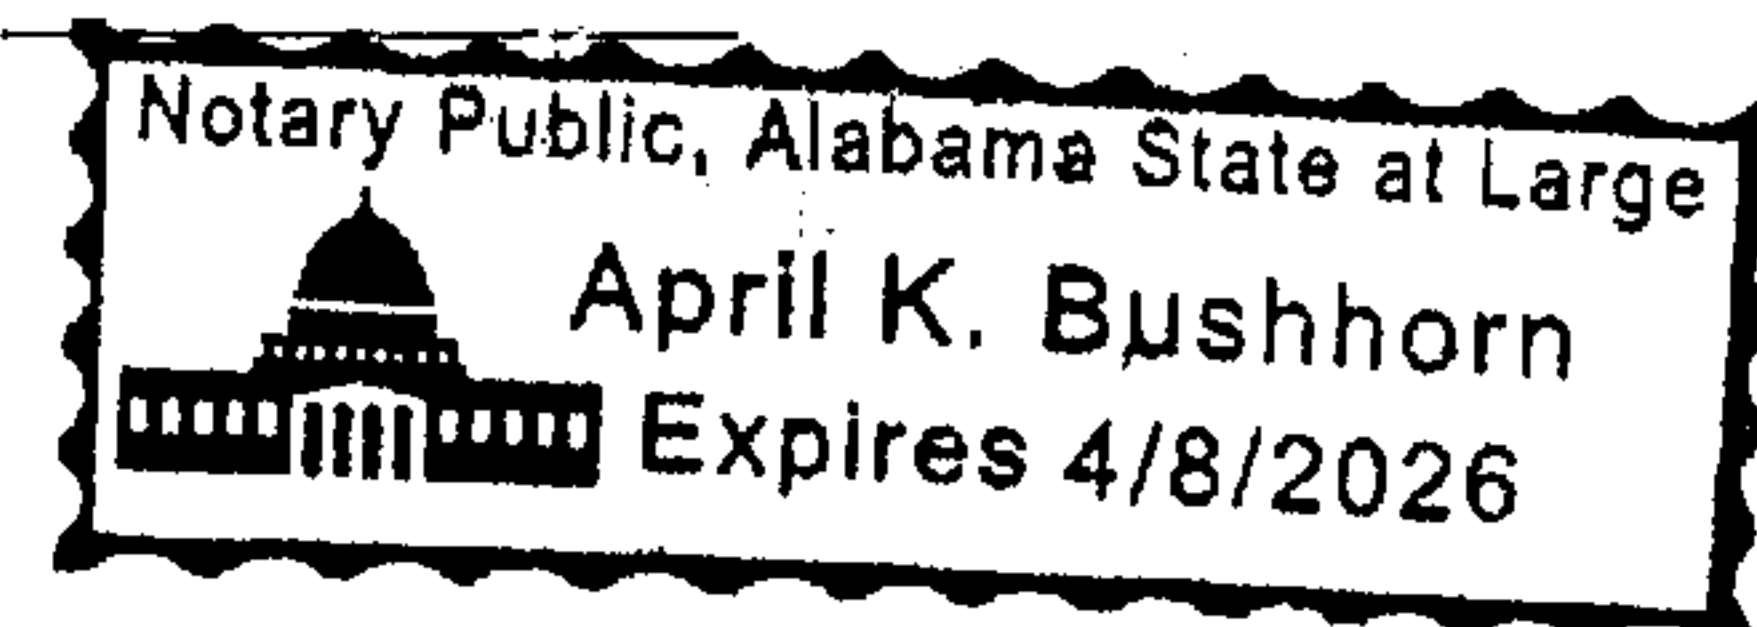 Notary Public, Alabama State at Large
April K. Bushhorn
Expires 4/8/2026